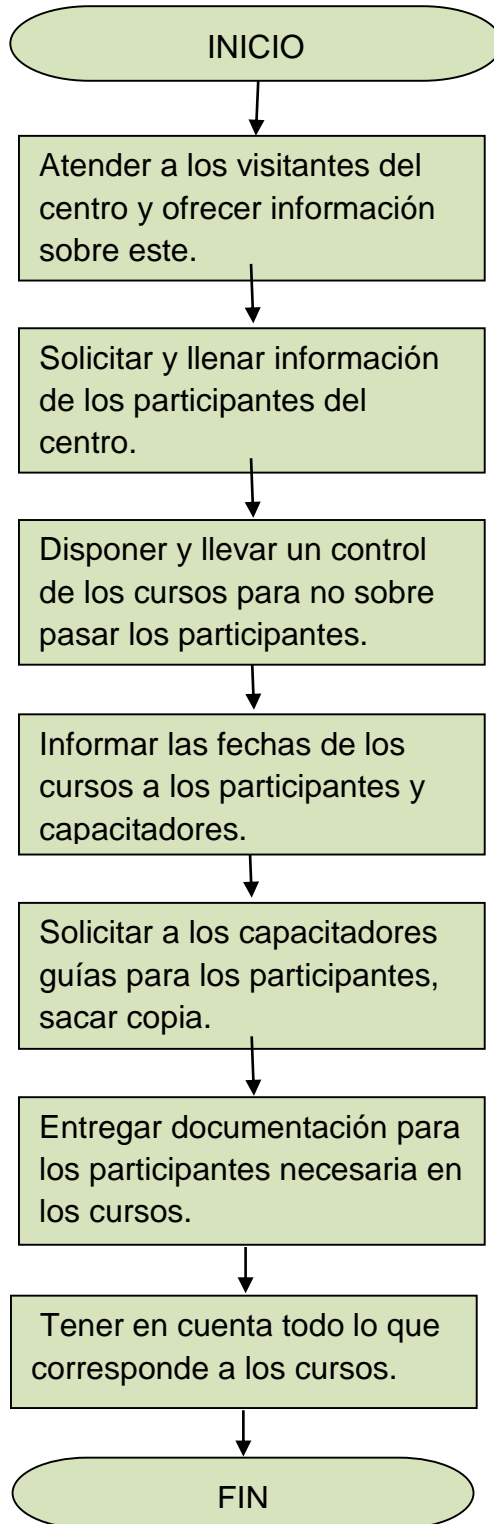 INICIO
Atender a los visitantes del
centro y ofrecer información
sobre este.
Solicitar y llenar información
de los participantes del
centro.
Disponer y llevar un control
de los cursos para no sobre
pasar los participantes.
Informar las fechas de los
cursos a los participantes y
capacitadores.
Solicitar a los capacitadores
guías para los participantes,
sacar copia.
Entregar documentación para
los participantes necesaria en
los cursos.
Tener en cuenta todo lo que
corresponde a los cursos.
FIN